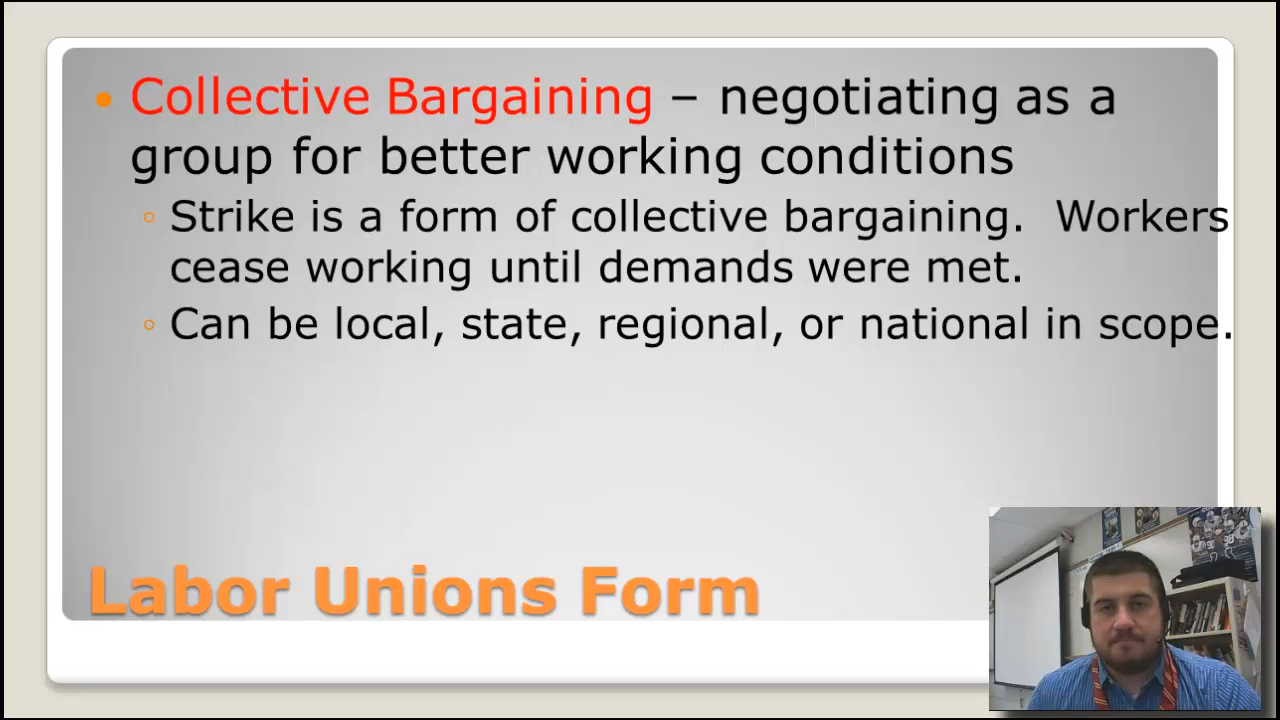 • Collective Bargaining – negotiating as a
group for better working conditions
◦ Strike is a form of collective bargaining.  Workers
cease working until demands were met.
◦ Can be local, state, regional, or national in scope.
Labor Unions Form